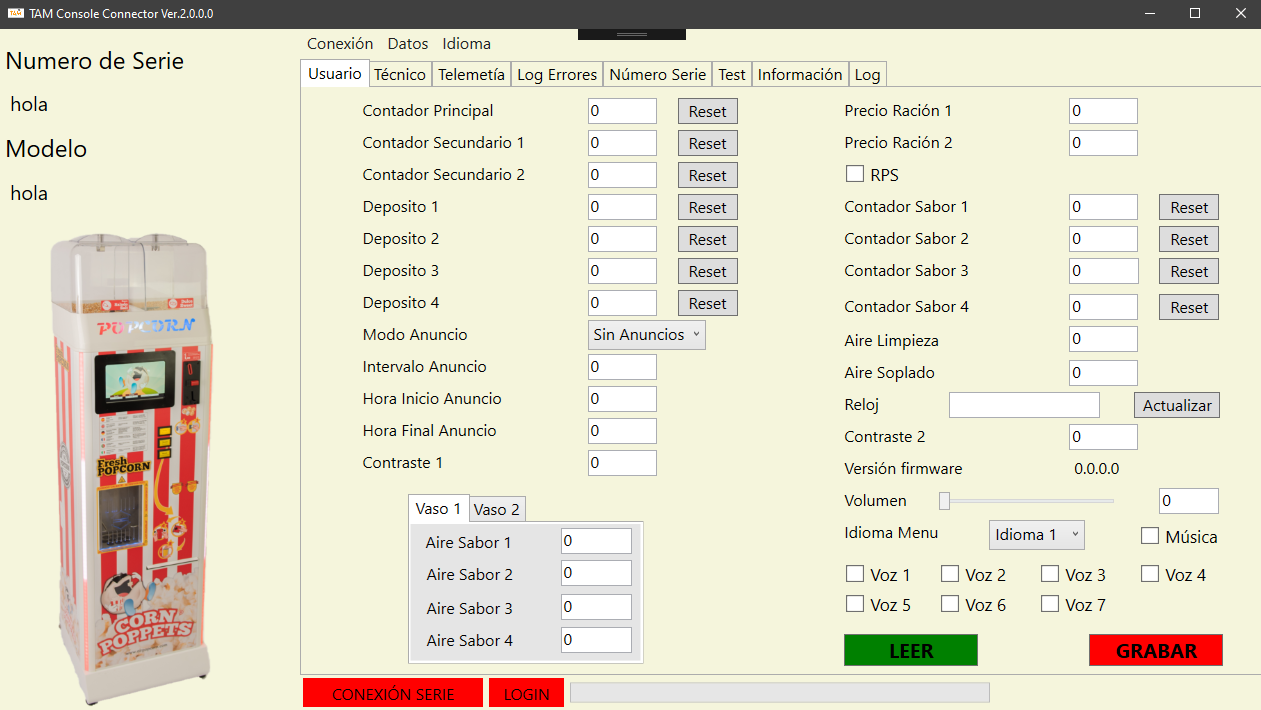 TAM TAM Console Connector Ver.2.0.0.0
Numero de Serie
hola
Modelo
hola
POPCORN
Fresh
POPCORN
CORN
POPPETS
Conexión Datos Idioma
Usuario Técnico Telemetía Log Errores Número Serie Test Información Log
Contador Principal 0 Reset
Contador Secundario 1 0 Reset
Contador Secundario 2 0 Reset
Deposito 1 0 Reset
Deposito 2 0 Reset
Deposito 3 0 Reset
Deposito 4 0 Reset
Modo Anuncio Sin Anuncios
Intervalo Anuncio 0
Hora Inicio Anuncio 0
Hora Final Anuncio 0
Contraste 1 0
Vaso 1 Vaso 2
Aire Sabor 1 0
Aire Sabor 2 0
Aire Sabor 3 0
Aire Sabor 4 0
Precio Ración 1 0
Precio Ración 2 0
RPS
Contador Sabor 1 0 Reset
Contador Sabor 2 0 Reset
Contador Sabor 3 0 Reset
Contador Sabor 4 0 Reset
Aire Limpieza 0
Aire Soplado 0
Reloj Actualizar
Contraste 2 0
Versión firmware 0.0.0.0
Volumen 0
Idioma Menu Idioma 1 Música
Voz 1 Voz 2 Voz 3 Voz 4
Voz 5 Voz 6 Voz 7
LEER GRABAR
CONEXIÓN SERIE LOGIN